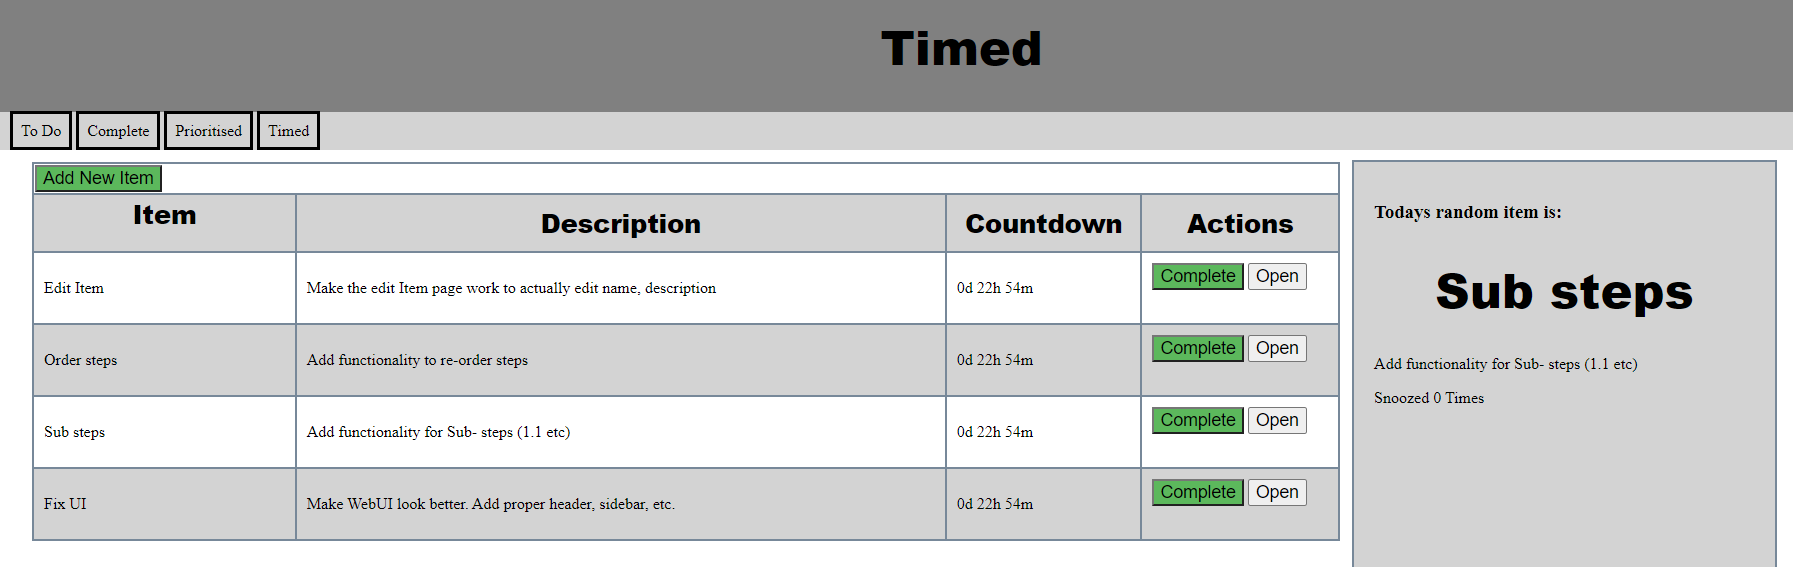 Timed
To Do Complete Prioritised Timed
Add New Item
Item Description Countdown Actions
Edit Item Make the edit Item page work to actually edit name, description 0d 22h 54m Complete Open
Order steps Add functionality to re-order steps 0d 22h 54m Complete Open
Sub steps Add functionality for Sub- steps (1.1 etc) 0d 22h 54m Complete Open
Fix UI Make WebUI look better. Add proper header, sidebar, etc. 0d 22h 54m Complete Open
Todays random item is:
Sub steps
Add functionality for Sub- steps (1.1 etc)
Snoozed 0 Times